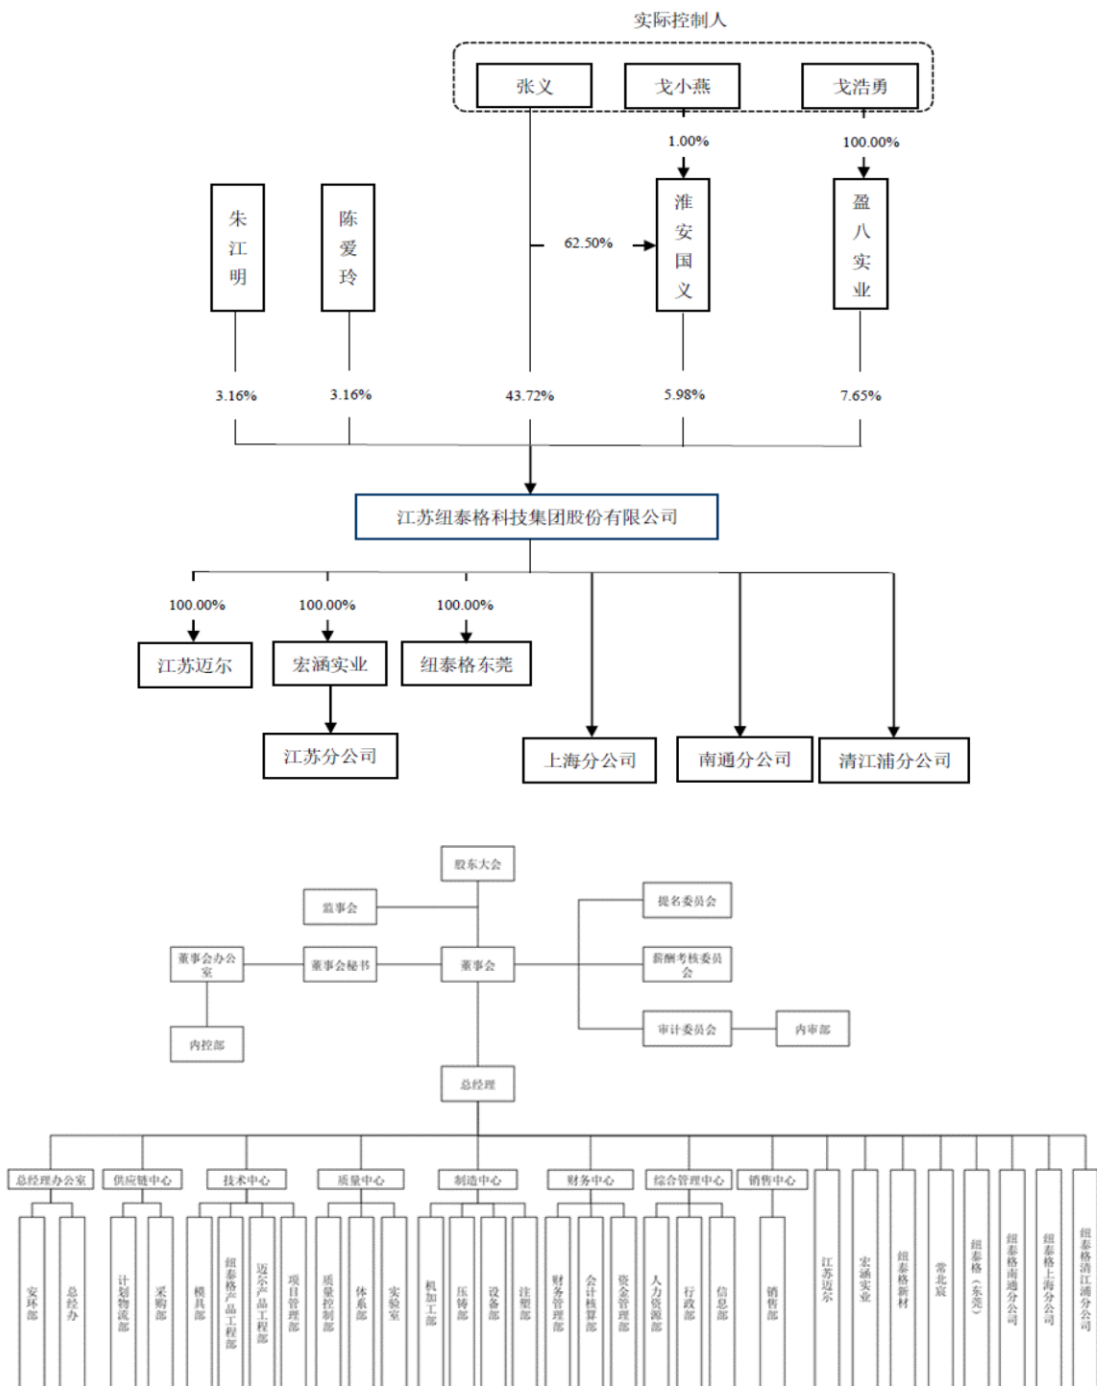 实际控制人
张义
戈小燕
戈浩勇
1.00%
100.00%
朱江明
陈爱玲
62.50%
淮安国义
盈八实业
3.16%
3.16%
43.72%
5.98%
7.65%
江苏纽泰格科技集团股份有限公司
100.00%
100.00%
100.00%
江苏迈尔
宏涵实业
纽泰格东莞
江苏分公司
上海分公司
南通分公司
清江浦分公司
股东大会
监事会
提名委员会
董事会办公
室
董事会秘书
董事会
薪酬考核委员
会
内控部
审计委员会
内审部
总经理
总经理办公室
供应链中心
技术中心
质量中心
制造中心
财务中心
综合管理中心
销售中心
安环部
总经办
计划物流部
采购部
模具部
纽泰格产品工程部
迈尔产品工程部
项目管理部
质量控制部
体系部
实验室
机加工部
压铸部
设备部
注塑部
财务管理部
会计核算部
资金管理部
人力资源部
行政部
信息部
销售部
江苏迈尔
宏涵实业
纽泰格新材
常北宸
纽泰格（东莞）
纽泰格南通分公司
纽泰格上海分公司
纽泰格清江浦分公司